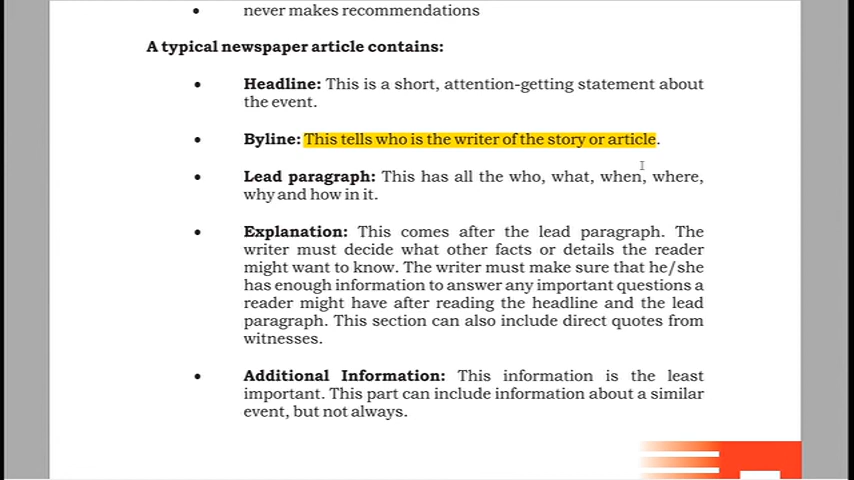 • never makes recommendations
A typical newspaper article contains:
• Headline: This is a short, attention-getting statement about
the event.
• Byline: This tells who is the writer of the story or article.
• Lead paragraph: This has all the who, what, when, where,
why and how in it.
• Explanation: This comes after the lead paragraph. The
writer must decide what other facts or details the reader
might want to know. The writer must make sure that he/she
has enough information to answer any important questions a
reader might have after reading the headline and the lead
paragraph. This section can also include direct quotes from
witnesses.
• Additional Information: This information is the least
important. This part can include information about a similar
event, but not always.